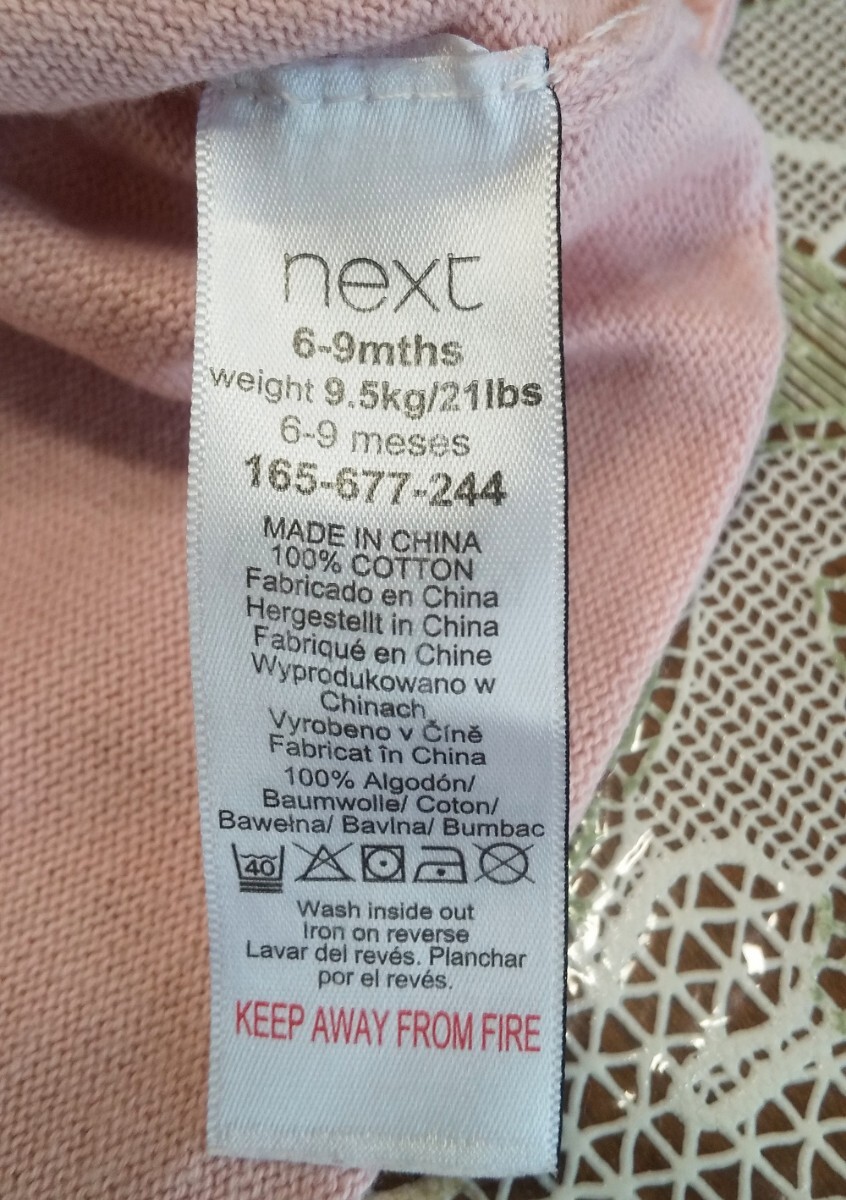 next
6-9mths
weight 9.5kg/21lbs
6-9 meses
165-677-244
MADE IN CHINA
100% COTTON
Fabricado en China
Hergestellt in China
Fabriqué en Chine
Wyprodukowano w
Chinach
Vyrobeno v Číně
Fabricat în China
100% Algodón/
Baumwolle/ Coton/
Bawełna/ Bavlna/ Bumbac
40
Wash inside out
Iron on reverse
Lavar del revés. Planchar
por el revés.
KEEP AWAY FROM FIRE